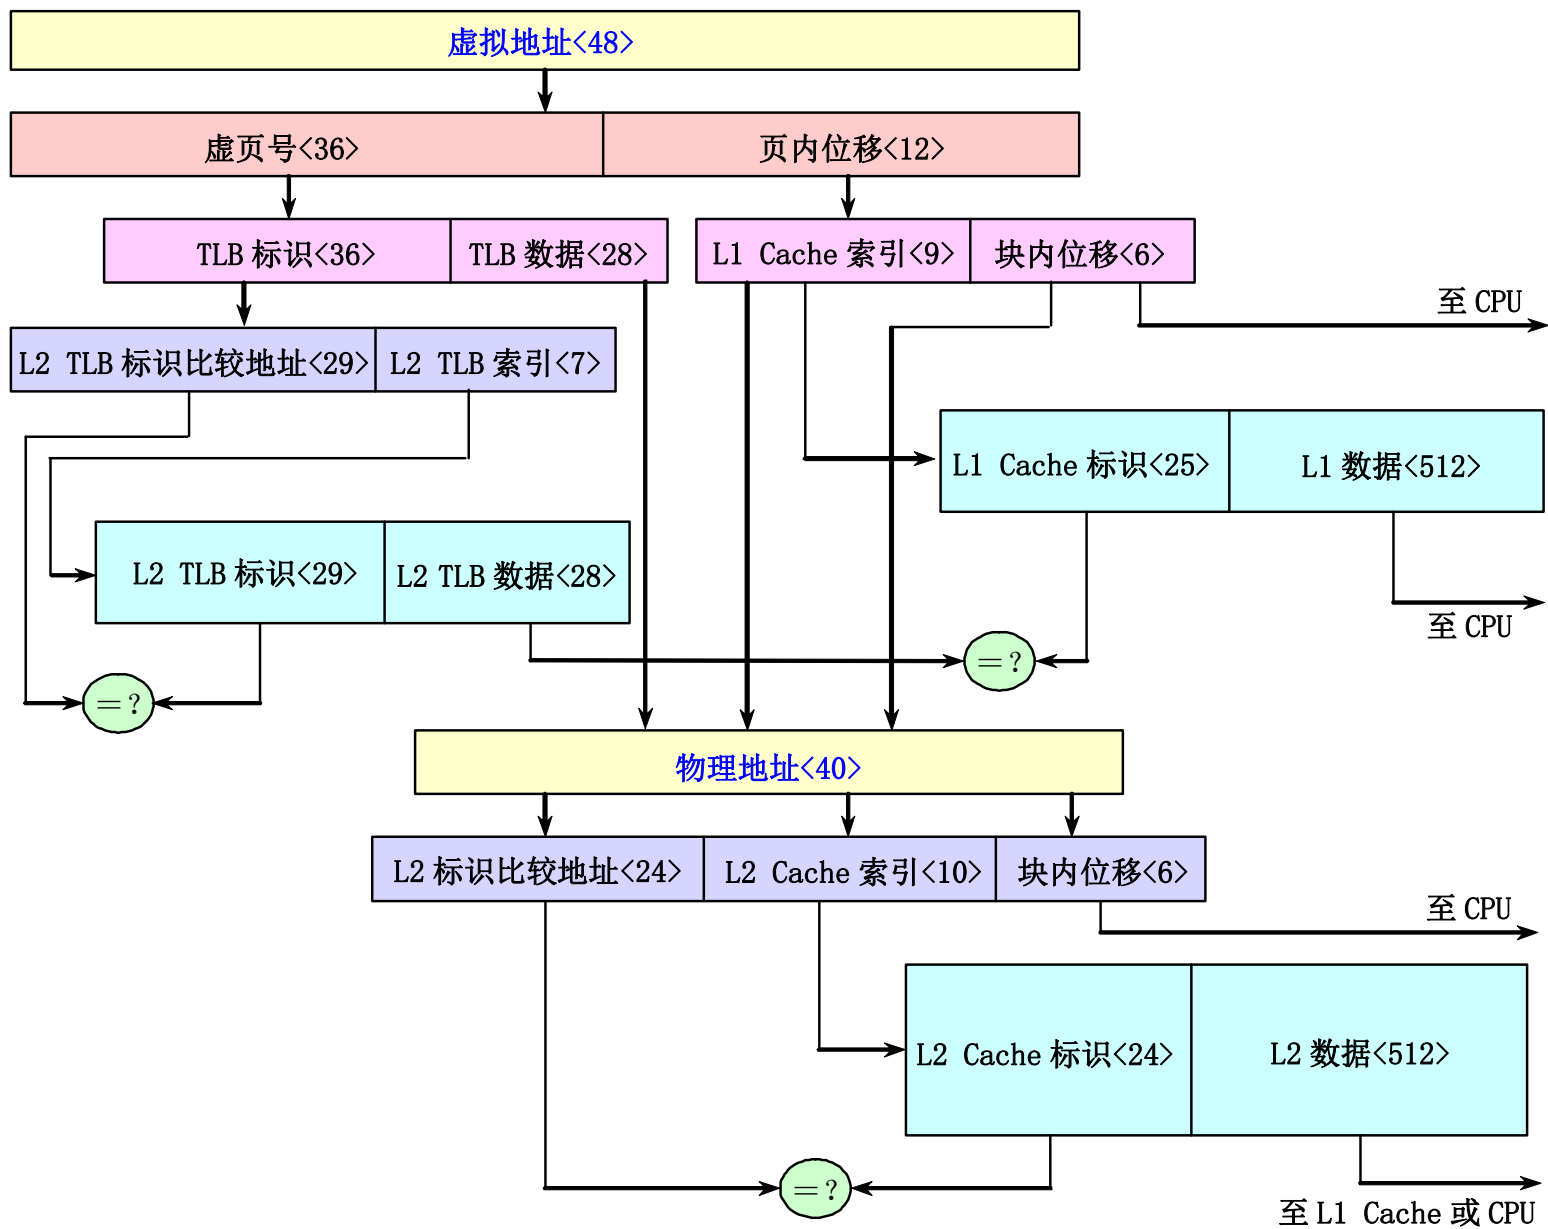 虚拟地址<48>
虚页号<36>
页内位移<12>
TLB 标识<36>
TLB 数据<28>
L1 Cache 索引<9>
块内位移<6>
至 CPU
L2 TLB 标识比较地址<29>
L2 TLB 索引<7>
L1 Cache 标识<25>
L1 数据<512>
L2 TLB 标识<29>
L2 TLB 数据<28>
至 CPU
=?
=?
物理地址<40>
L2 标识比较地址<24>
L2 Cache 索引<10>
块内位移<6>
至 CPU
L2 Cache 标识<24>
L2 数据<512>
=?
至 L1 Cache 或 CPU